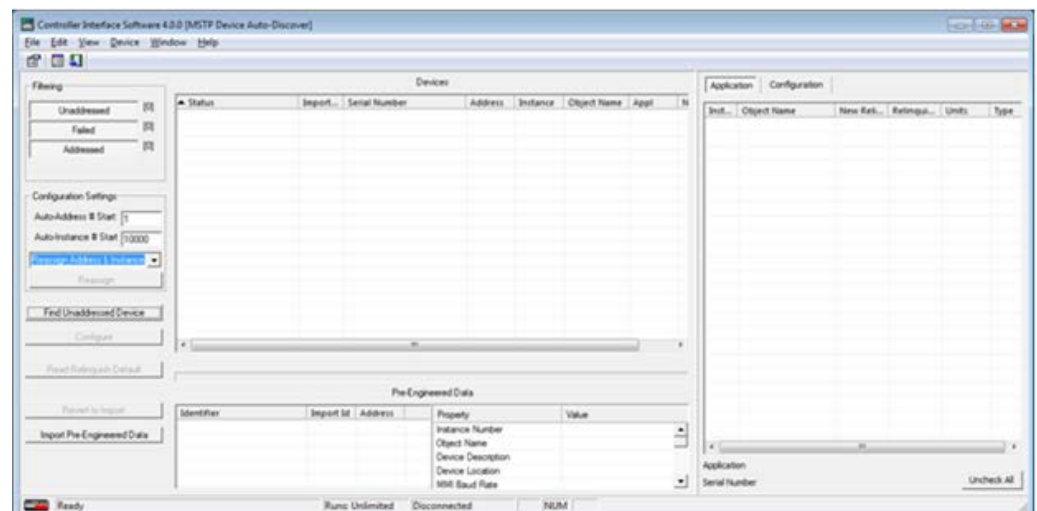 Controller Interface Software 4.0.0 [MSTP Device Auto-Discover]
File Edit View Device Window Help
Filtering
Unaddressed [0]
Failed [0]
Addressed [0]
Configuration Settings
Auto-Address # Start 1
Auto-Instance # Start 10000
Reassign Address & Instance
Reassign
Find Unaddressed Device
Configure
Reset Relinquish Default
Revert to Import
Import Pre-Engineered Data
Devices
Status Import... Serial Number Address Instance Object Name Appl N
Pre-Engineered Data
Identifier Import Id Address Property Value
Instance Number
Object Name
Device Description
Device Location
MMI Baud Rate
Application Configuration
Inst... Object Name New Reli... Relinqui... Units Type
Application
Serial Number
Uncheck All
Ready Runs: Unlimited Disconnected NUM